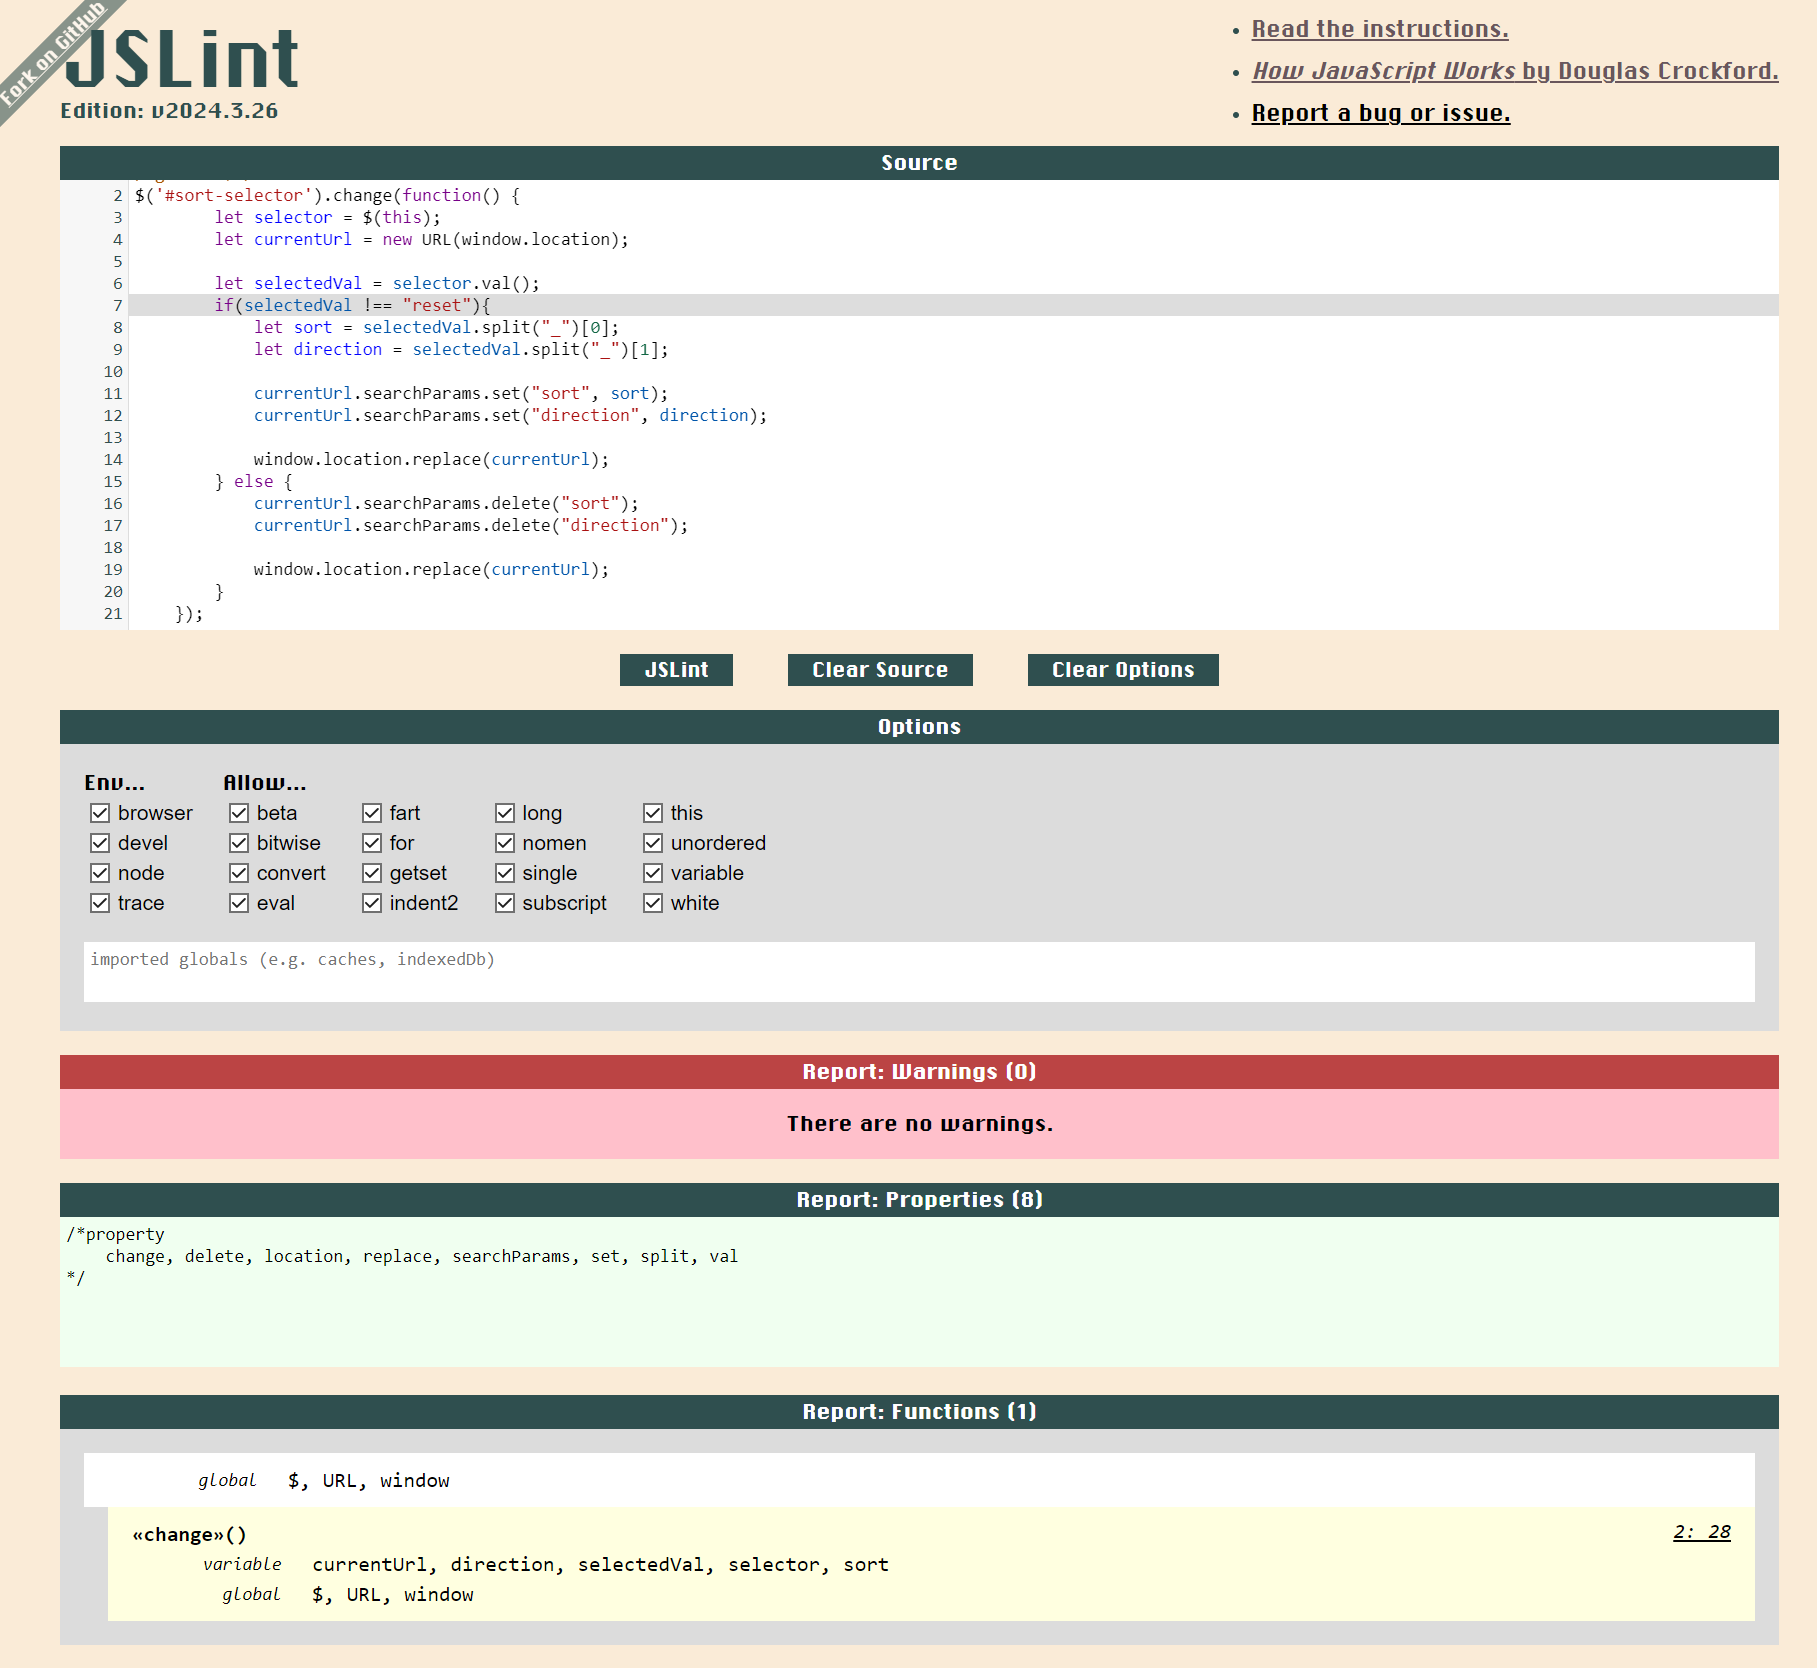 Fork on GitHub
JSLint
Edition: v2024.3.26
Read the instructions.
How JavaScript Works by Douglas Crockford.
Report a bug or issue.
Source
2 $('#sort-selector').change(function() {
3 let selector = $(this);
4 let currentUrl = new URL(window.location);
5
6 let selectedVal = selector.val();
7 if(selectedVal !== "reset"){
8 let sort = selectedVal.split("_")[0];
9 let direction = selectedVal.split("_")[1];
10
11 currentUrl.searchParams.set("sort", sort);
12 currentUrl.searchParams.set("direction", direction);
13
14 window.location.replace(currentUrl);
15 } else {
16 currentUrl.searchParams.delete("sort");
17 currentUrl.searchParams.delete("direction");
18
19 window.location.replace(currentUrl);
20 }
21 });
JSLint Clear Source Clear Options
Options
Env... Allow...
browser beta fart long this
devel bitwise for nomen unordered
node convert getset single variable
trace eval indent2 subscript white
imported globals (e.g. caches, indexedDb)
Report: Warnings (0)
There are no warnings.
Report: Properties (8)
/*property
change, delete, location, replace, searchParams, set, split, val
*/
Report: Functions (1)
global $, URL, window
«change»() 2: 28
variable currentUrl, direction, selectedVal, selector, sort
global $, URL, window